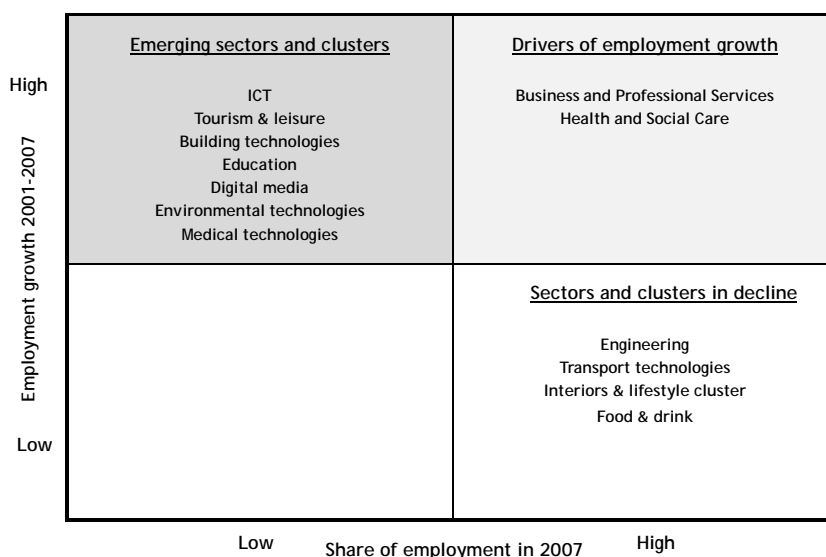 Emerging sectors and clusters
ICT
Tourism & leisure
Building technologies
Education
Digital media
Environmental technologies
Medical technologies
Drivers of employment growth
Business and Professional Services
Health and Social Care
Sectors and clusters in decline
Engineering
Transport technologies
Interiors & lifestyle cluster
Food & drink
High
Employment growth 2001-2007
Low
Low
Share of employment in 2007
High